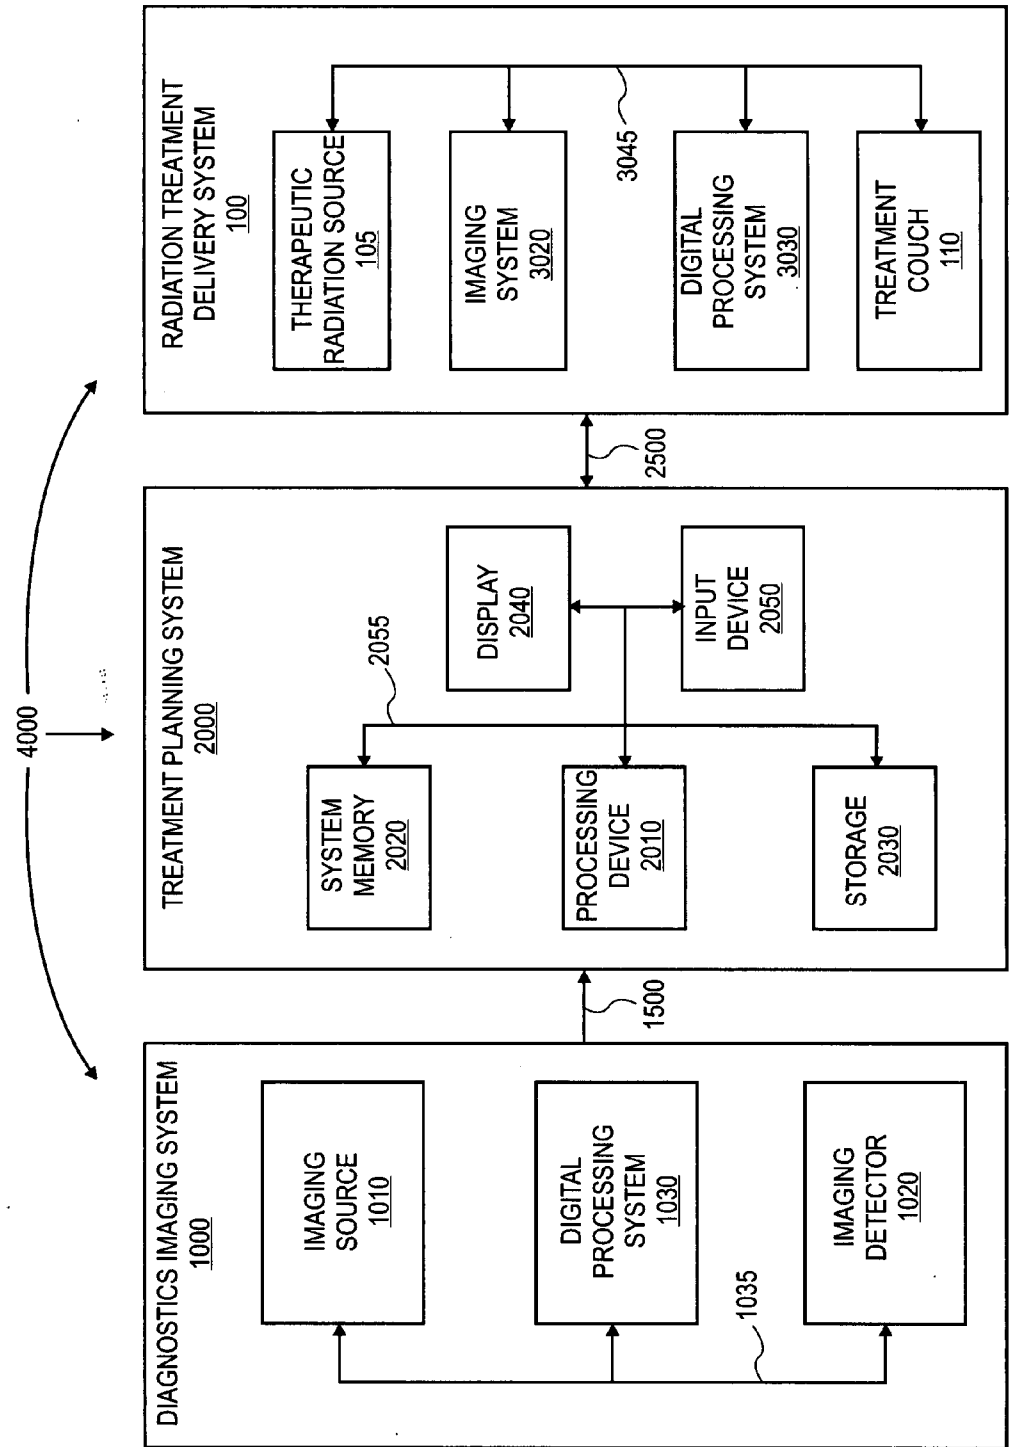 4000
DIAGNOSTICS IMAGING SYSTEM
1000
IMAGING
SOURCE
1010
DIGITAL
PROCESSING
SYSTEM
1030
IMAGING
DETECTOR
1020
1035
1500
TREATMENT PLANNING SYSTEM
2000
SYSTEM
MEMORY
2020
PROCESSING
DEVICE
2010
STORAGE
2030
2055
DISPLAY
2040
INPUT
DEVICE
2050
2500
RADIATION TREATMENT
DELIVERY SYSTEM
100
THERAPEUTIC
RADIATION SOURCE
105
IMAGING
SYSTEM
3020
DIGITAL
PROCESSING
SYSTEM
3030
TREATMENT
COUCH
110
3045